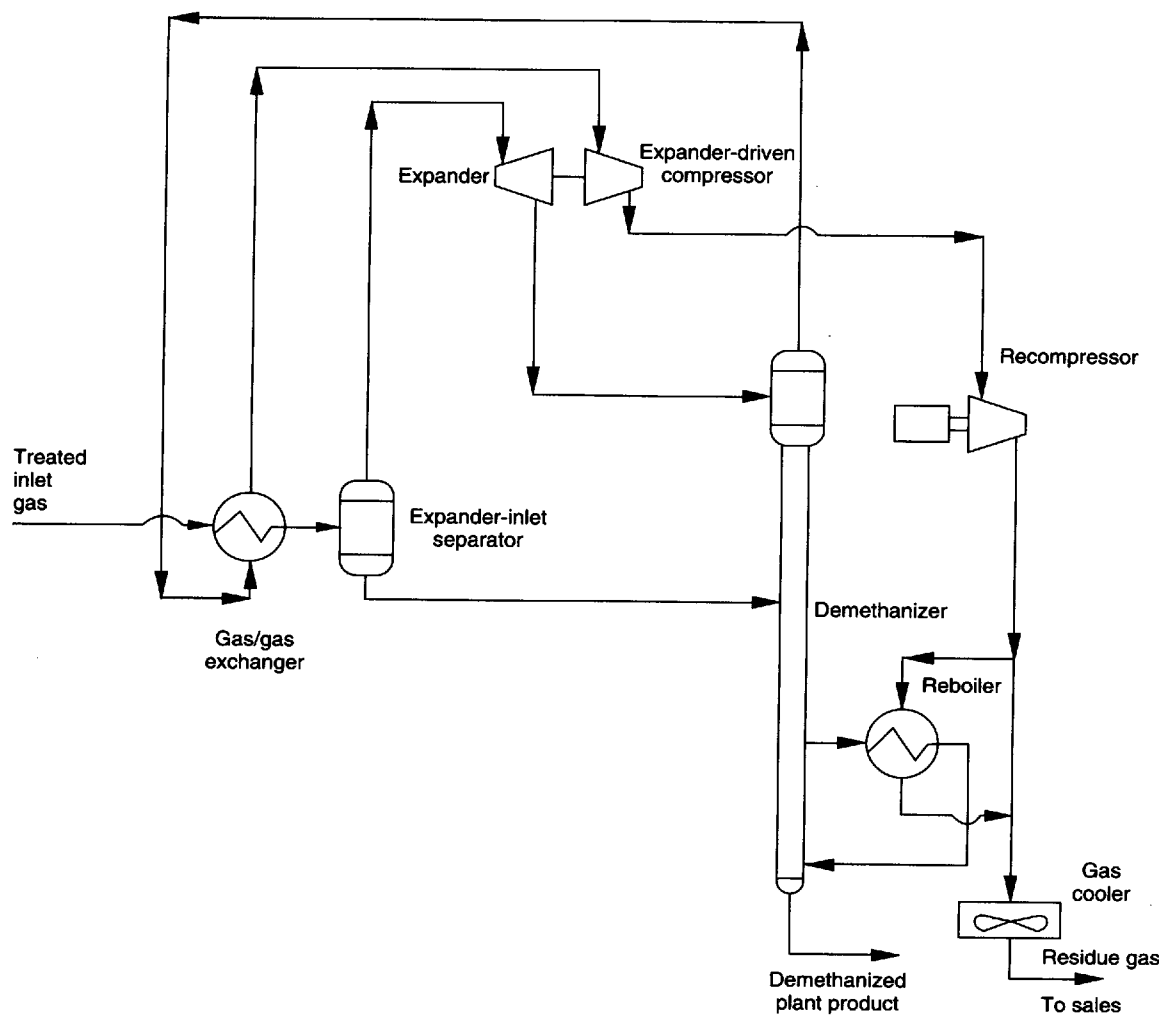 Expander
Expander-driven
compressor
Recompressor
Treated
inlet
gas
Expander-inlet
separator
Demethanizer
Gas/gas
exchanger
Reboiler
Gas
cooler
Residue gas
Demethanized
plant product
To sales